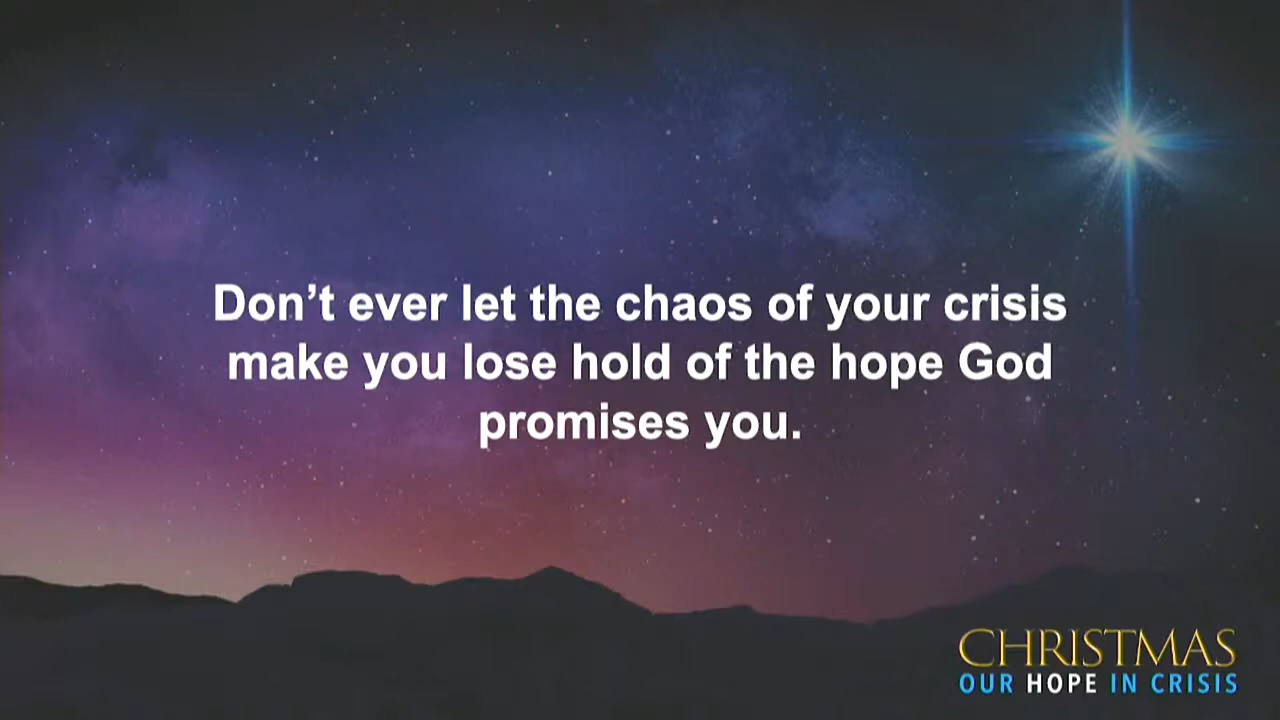 Don’t ever let the chaos of your crisis
make you lose hold of the hope God
promises you.
CHRISTMAS
OUR HOPE IN CRISIS